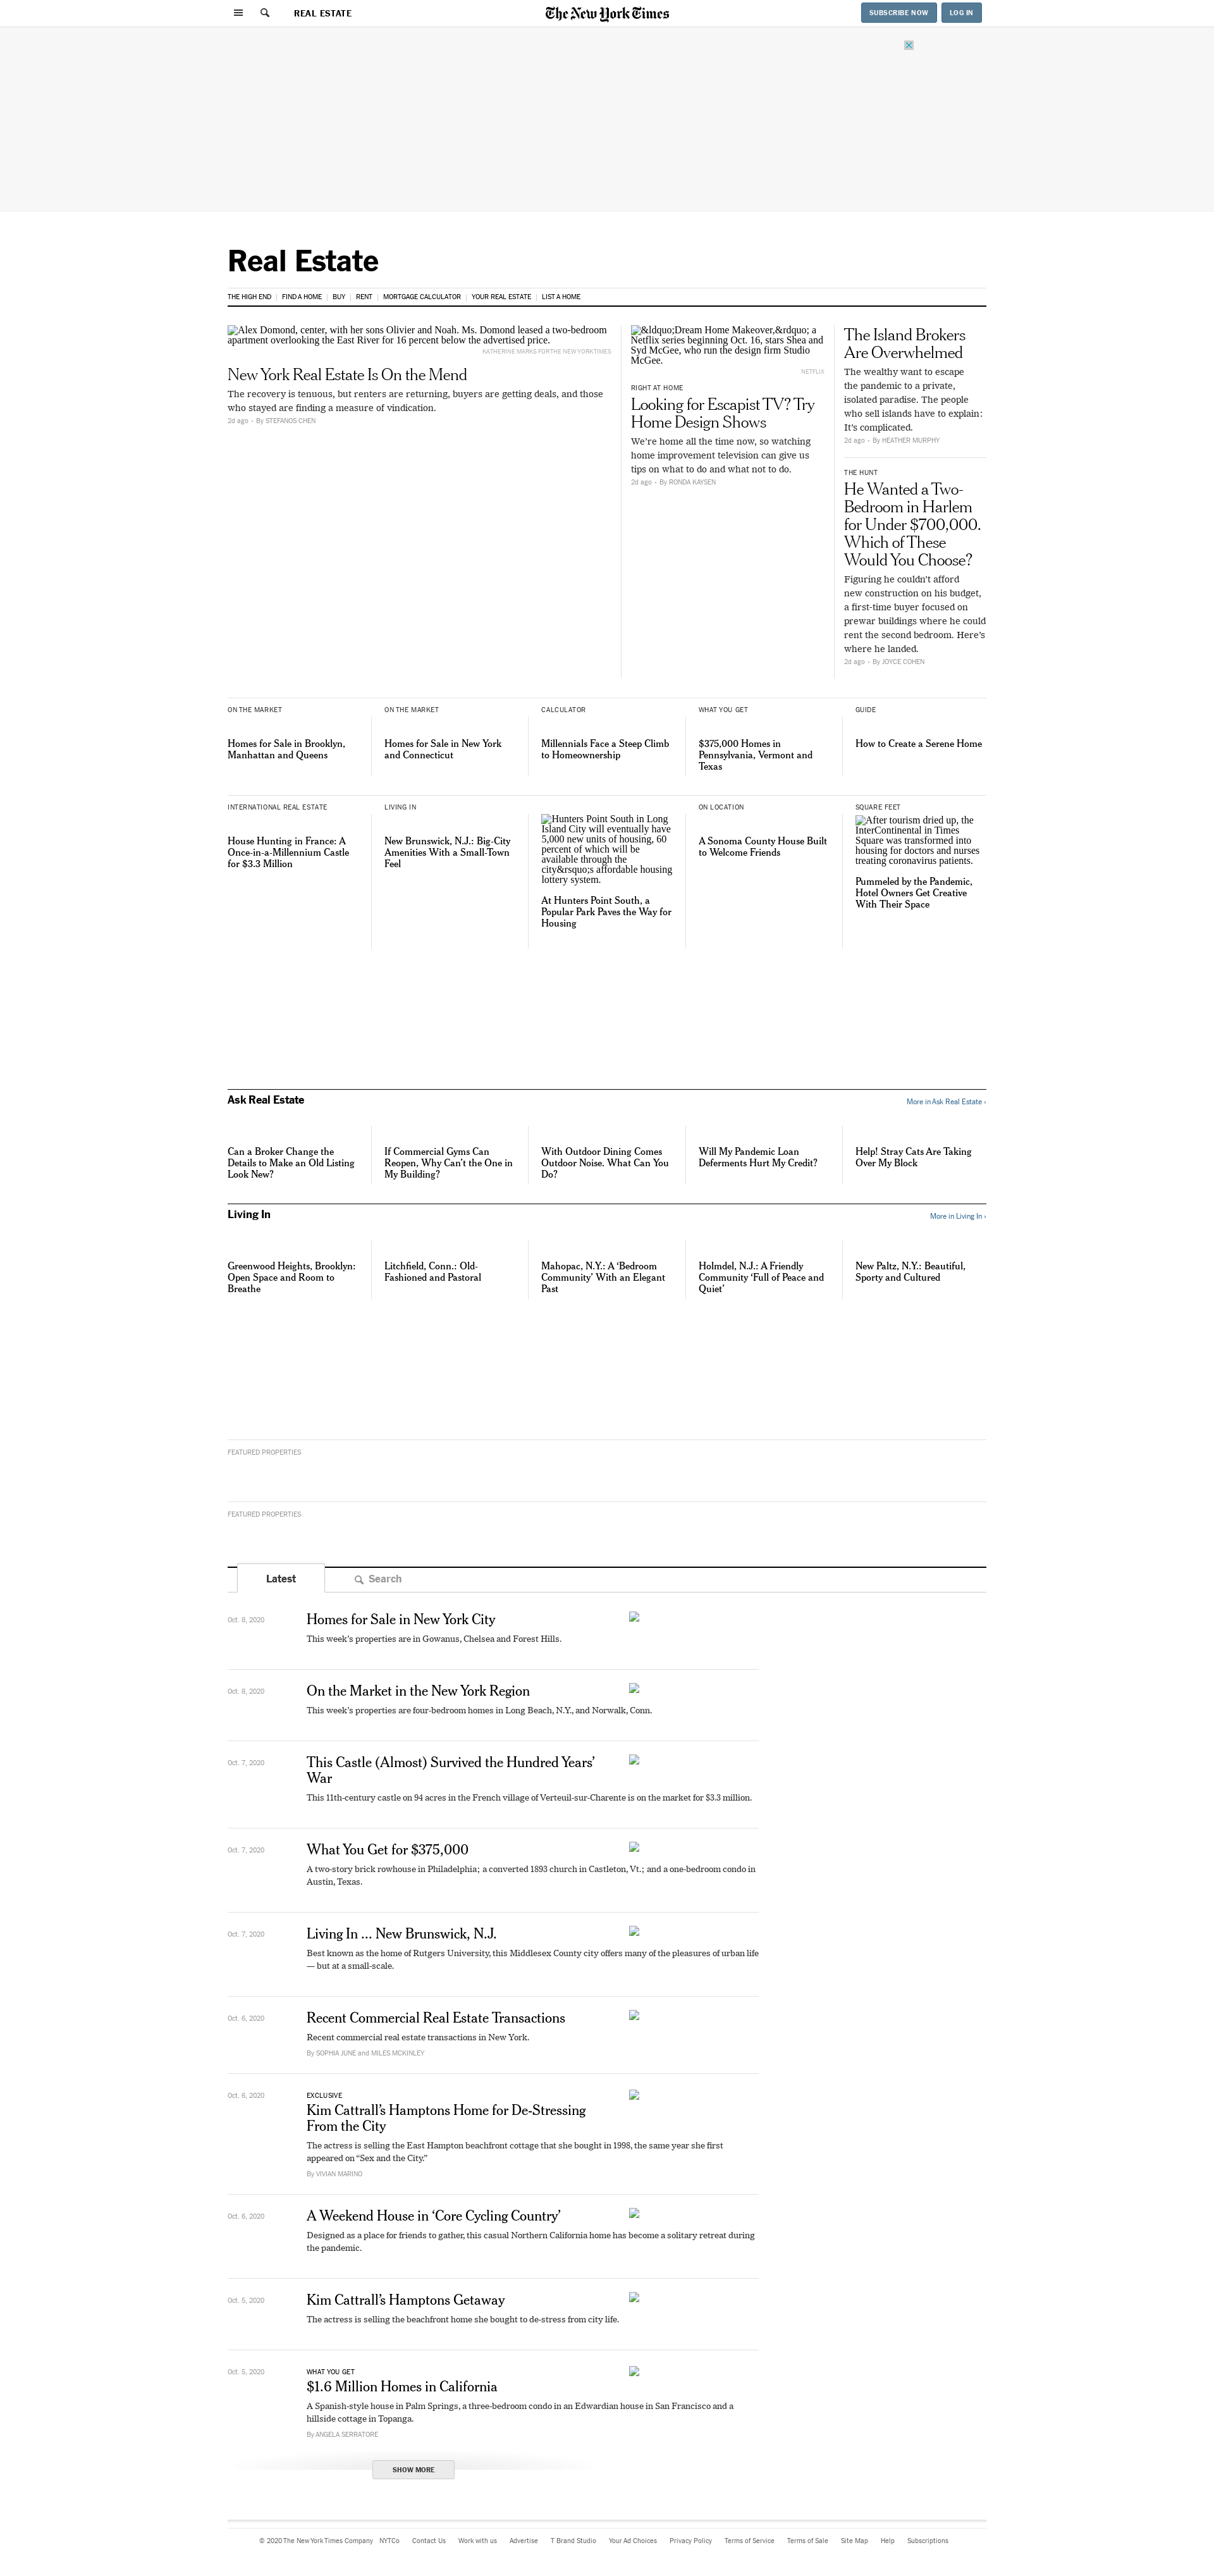 REAL ESTATE
The New York Times
SUBSCRIBE NOW
LOG IN
Real Estate
THE HIGH END
FIND A HOME
BUY
RENT
MORTGAGE CALCULATOR
YOUR REAL ESTATE
LIST A HOME
Alex Domond, center, with her sons Olivier and Noah. Ms. Domond leased a two-bedroom
apartment overlooking the East River for 16 percent below the advertised price.
KATHERINE MARKS FOR THE NEW YORK TIMES
New York Real Estate Is On the Mend
The recovery is tenuous, but renters are returning, buyers are getting deals, and those
who stayed are finding a measure of vindication.
2d ago • By STEFANOS CHEN
&ldquo;Dream Home Makeover,&rdquo; a
Netflix series beginning Oct. 16, stars Shea and
Syd McGee, who run the design firm Studio
McGee.
NETFLIX
RIGHT AT HOME
Looking for Escapist TV? Try
Home Design Shows
We’re home all the time now, so watching
home improvement television can give us
tips on what to do and what not to do.
2d ago • By RONDA KAYSEN
The Island Brokers
Are Overwhelmed
The wealthy want to escape
the pandemic to a private,
isolated paradise. The people
who sell islands have to explain:
It’s complicated.
2d ago • By HEATHER MURPHY
THE HUNT
He Wanted a Two-
Bedroom in Harlem
for Under $700,000.
Which of These
Would You Choose?
Figuring he couldn’t afford
new construction on his budget,
a first-time buyer focused on
prewar buildings where he could
rent the second bedroom. Here’s
where he landed.
2d ago • By JOYCE COHEN
ON THE MARKET
Homes for Sale in Brooklyn,
Manhattan and Queens
ON THE MARKET
Homes for Sale in New York
and Connecticut
CALCULATOR
Millennials Face a Steep Climb
to Homeownership
WHAT YOU GET
$375,000 Homes in
Pennsylvania, Vermont and
Texas
GUIDE
How to Create a Serene Home
INTERNATIONAL REAL ESTATE
House Hunting in France: A
Once-in-a-Millennium Castle
for $3.3 Million
LIVING IN
New Brunswick, N.J.: Big-City
Amenities With a Small-Town
Feel
Hunters Point South in Long
Island City will eventually have
5,000 new units of housing, 60
percent of which will be
available through the
city&rsquo;s affordable housing
lottery system.
At Hunters Point South, a
Popular Park Paves the Way for
Housing
ON LOCATION
A Sonoma County House Built
to Welcome Friends
SQUARE FEET
After tourism dried up, the
InterContinental in Times
Square was transformed into
housing for doctors and nurses
treating coronavirus patients.
Pummeled by the Pandemic,
Hotel Owners Get Creative
With Their Space
Ask Real Estate
More in Ask Real Estate ›
Can a Broker Change the
Details to Make an Old Listing
Look New?
If Commercial Gyms Can
Reopen, Why Can’t the One in
My Building?
With Outdoor Dining Comes
Outdoor Noise. What Can You
Do?
Will My Pandemic Loan
Deferments Hurt My Credit?
Help! Stray Cats Are Taking
Over My Block
Living In
More in Living In ›
Greenwood Heights, Brooklyn:
Open Space and Room to
Breathe
Litchfield, Conn.: Old-
Fashioned and Pastoral
Mahopac, N.Y.: A ‘Bedroom
Community’ With an Elegant
Past
Holmdel, N.J.: A Friendly
Community ‘Full of Peace and
Quiet’
New Paltz, N.Y.: Beautiful,
Sporty and Cultured
FEATURED PROPERTIES
FEATURED PROPERTIES
Latest
Search
Oct. 8, 2020
Homes for Sale in New York City
This week’s properties are in Gowanus, Chelsea and Forest Hills.
Oct. 8, 2020
On the Market in the New York Region
This week’s properties are four-bedroom homes in Long Beach, N.Y., and Norwalk, Conn.
Oct. 7, 2020
This Castle (Almost) Survived the Hundred Years’
War
This 11th-century castle on 94 acres in the French village of Verteuil-sur-Charente is on the market for $3.3 million.
Oct. 7, 2020
What You Get for $375,000
A two-story brick rowhouse in Philadelphia; a converted 1893 church in Castleton, Vt.; and a one-bedroom condo in
Austin, Texas.
Oct. 7, 2020
Living In ... New Brunswick, N.J.
Best known as the home of Rutgers University, this Middlesex County city offers many of the pleasures of urban life
— but at a small-scale.
Oct. 6, 2020
Recent Commercial Real Estate Transactions
Recent commercial real estate transactions in New York.
By SOPHIA JUNE and MILES MCKINLEY
Oct. 6, 2020
EXCLUSIVE
Kim Cattrall’s Hamptons Home for De-Stressing
From the City
The actress is selling the East Hampton beachfront cottage that she bought in 1998, the same year she first
appeared on “Sex and the City.”
By VIVIAN MARINO
Oct. 6, 2020
A Weekend House in ‘Core Cycling Country’
Designed as a place for friends to gather, this casual Northern California home has become a solitary retreat during
the pandemic.
Oct. 5, 2020
Kim Cattrall’s Hamptons Getaway
The actress is selling the beachfront home she bought to de-stress from city life.
Oct. 5, 2020
WHAT YOU GET
$1.6 Million Homes in California
A Spanish-style house in Palm Springs, a three-bedroom condo in an Edwardian house in San Francisco and a
hillside cottage in Topanga.
By ANGELA SERRATORE
SHOW MORE
© 2020 The New York Times Company
NYTCo
Contact Us
Work with us
Advertise
T Brand Studio
Your Ad Choices
Privacy Policy
Terms of Service
Terms of Sale
Site Map
Help
Subscriptions